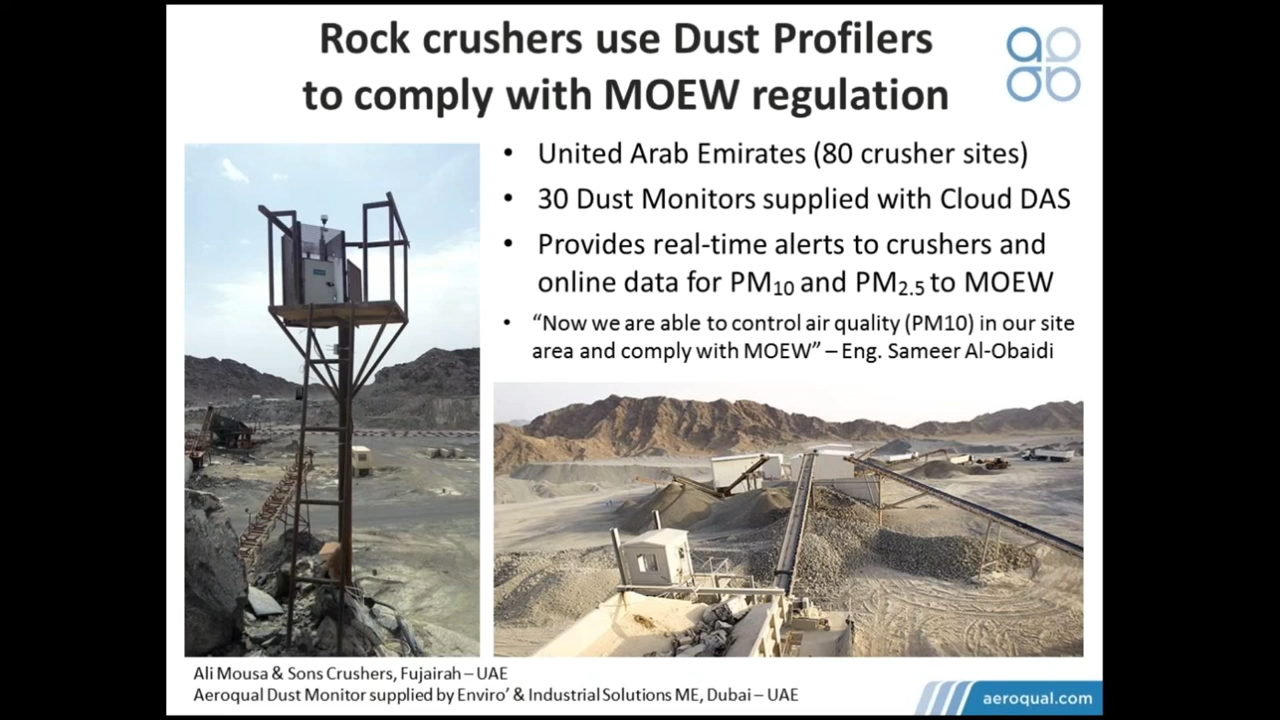 Rock crushers use Dust Profilers
to comply with MOEW regulation
• United Arab Emirates (80 crusher sites)
• 30 Dust Monitors supplied with Cloud DAS
• Provides real-time alerts to crushers and
online data for PM10 and PM2.5 to MOEW
• “Now we are able to control air quality (PM10) in our site
area and comply with MOEW” – Eng. Sameer Al-Obaidi
Ali Mousa & Sons Crushers, Fujairah – UAE
Aeroqual Dust Monitor supplied by Enviro’ & Industrial Solutions ME, Dubai – UAE
aeroqual.com